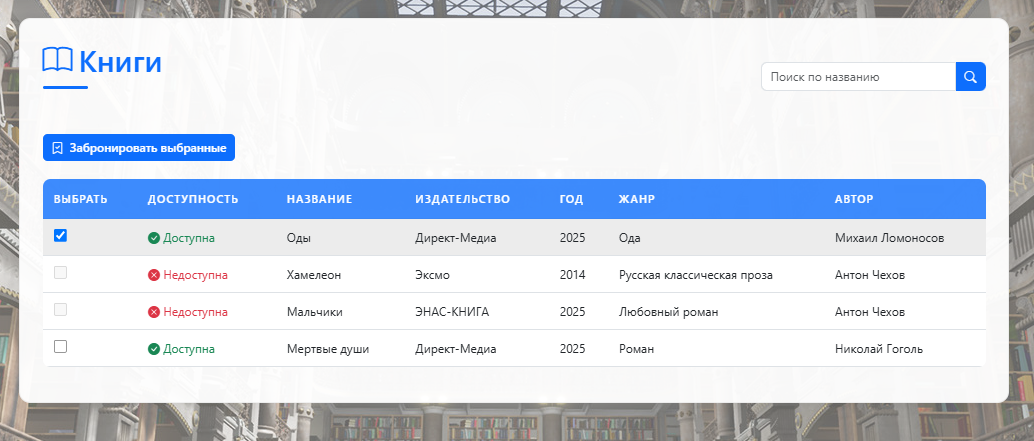 Книги
Поиск по названию
Забронировать выбранные
ВЫБРАТЬ ДОСТУПНОСТЬ НАЗВАНИЕ ИЗДАТЕЛЬСТВО ГОД ЖАНР АВТОР
Доступна Оды Директ-Медиа 2025 Ода Михаил Ломоносов
Недоступна Хамелеон Эксмо 2014 Русская классическая проза Антон Чехов
Недоступна Мальчики ЭНАС-КНИГА 2025 Любовный роман Антон Чехов
Доступна Мертвые души Директ-Медиа 2025 Роман Николай Гоголь